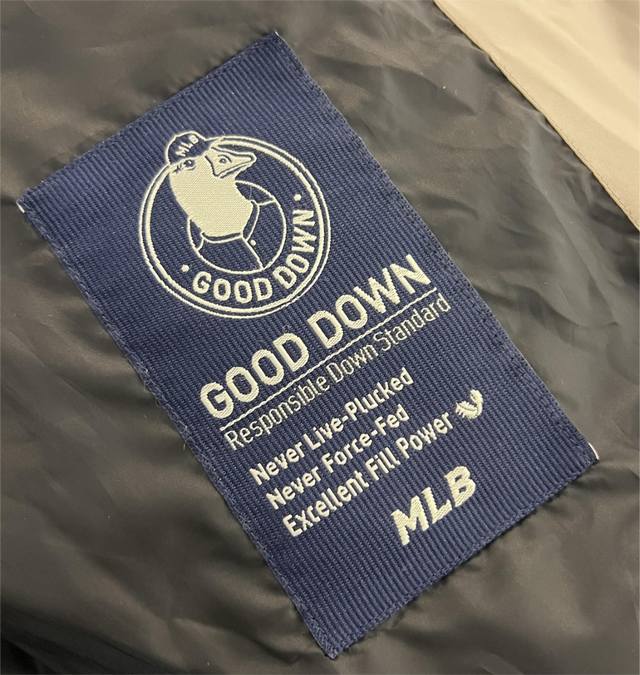 MLB
• GOOD DOWN •
GOOD DOWN
Responsible Down Standard
Never Live-Plucked
Never Force-Fed
Excellent Fill Power
MLB